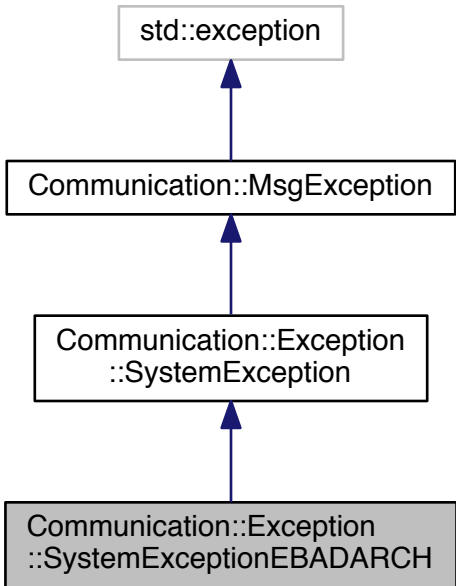 std::exception
Communication::MsgException
Communication::Exception
::SystemException
Communication::Exception
::SystemExceptionEBADARCH